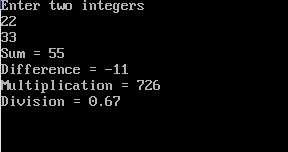 Enter two integers
22
33
Sum = 55
Difference = -11
Multiplication = 726
Division = 0.67